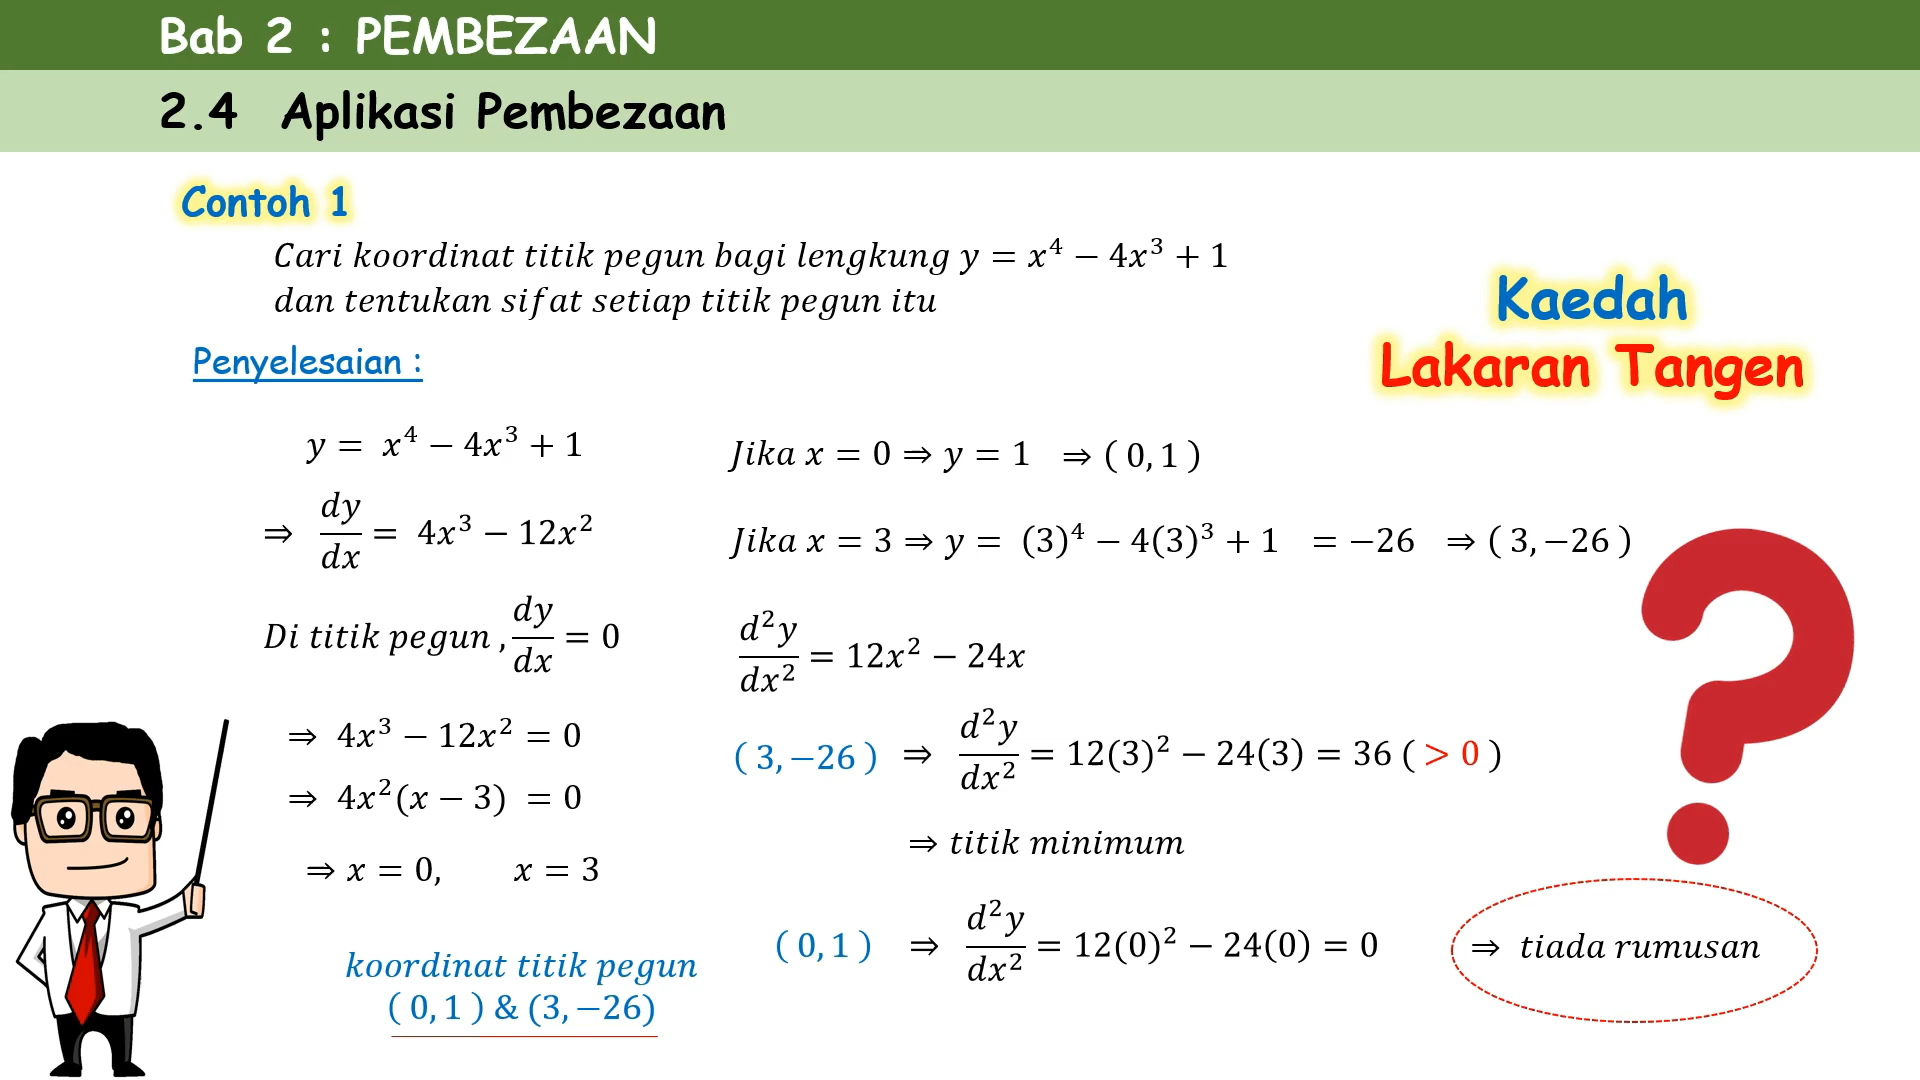 Bab 2 : PEMBEZAAN
2.4 Aplikasi Pembezaan
Contoh 1
Cari koordinat titik pegun bagi lengkung y = x⁴ − 4x³ + 1
dan tentukan sifat setiap titik pegun itu
Kaedah
Lakaran Tangen
Penyelesaian :
y = x⁴ − 4x³ + 1
⇒ dy/dx = 4x³ − 12x²
Di titik pegun , dy/dx = 0
⇒ 4x³ − 12x² = 0
⇒ 4x²(x − 3) = 0
⇒ x = 0, x = 3
koordinat titik pegun
( 0, 1 ) & (3, −26)
Jika x = 0 ⇒ y = 1 ⇒ ( 0, 1 )
Jika x = 3 ⇒ y = (3)⁴ − 4(3)³ + 1 = −26 ⇒ ( 3, −26 )
d²y/dx² = 12x² − 24x
( 3, −26 ) ⇒ d²y/dx² = 12(3)² − 24(3) = 36 ( > 0 )
⇒ titik minimum
( 0, 1 ) ⇒ d²y/dx² = 12(0)² − 24(0) = 0 ⇒ tiada rumusan
?